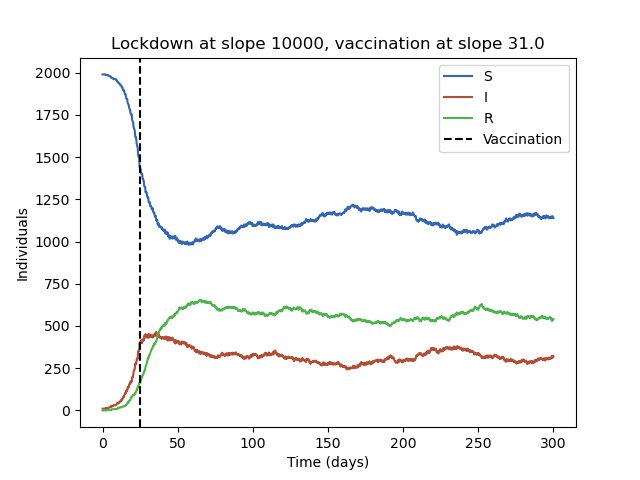 Lockdown at slope 10000, vaccination at slope 31.0
S
I
R
Vaccination
2000
1750
1500
1250
1000
750
500
250
0
Individuals
0 50 100 150 200 250 300
Time (days)